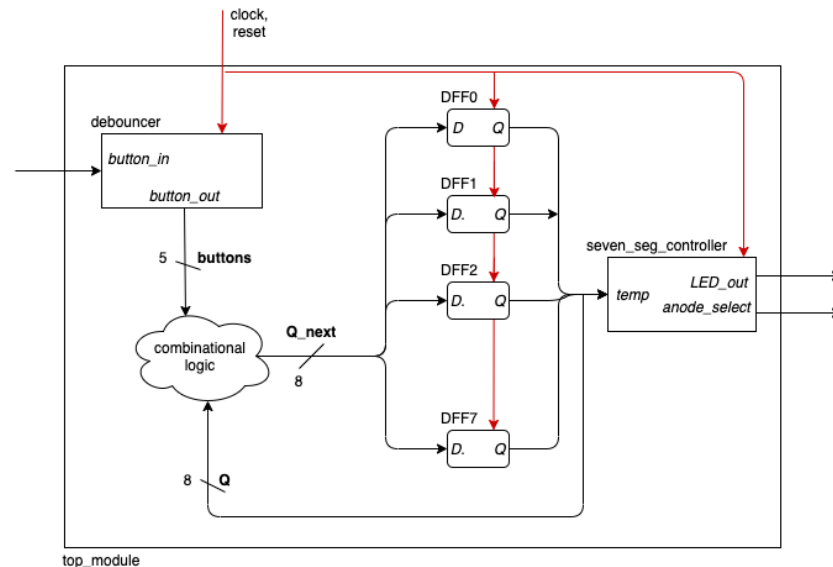 clock,
reset
DFF0
debouncer
D Q
button_in
button_out
DFF1
D. Q
seven_seg_controller
5 buttons
DFF2
LED_out
temp
D. Q
anode_select
Q_next
combinational
logic
8
DFF7
D. Q
8 Q
top_module